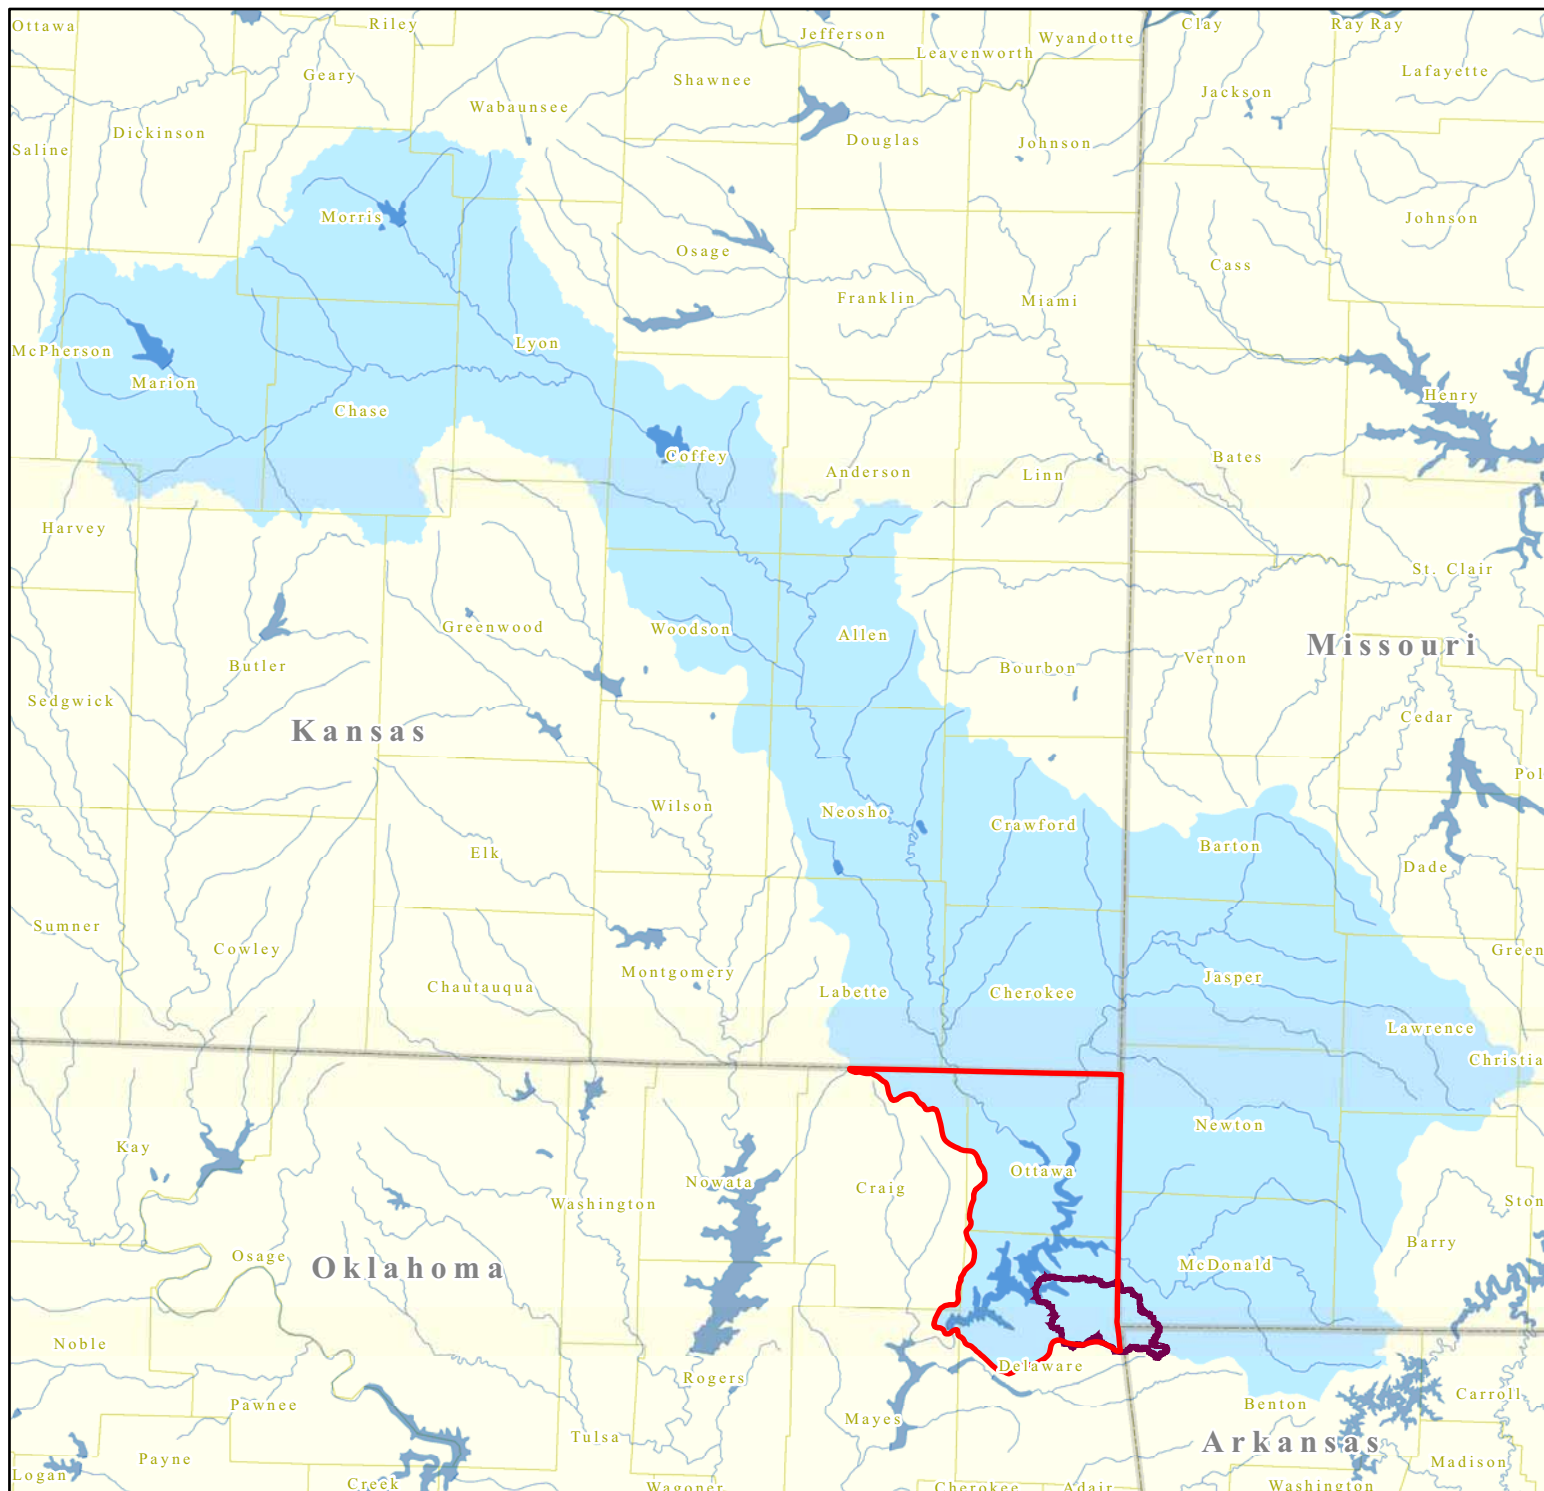 Ottawa
Riley
Jefferson
Leavenworth
Wyandotte
Clay
Ray Ray
Geary
Shawnee
Lafayette
Wabaunsee
Jackson
Dickinson
Douglas
Johnson
Saline
Morris
Johnson
Osage
Cass
Franklin
Miami
McPherson
Lyon
Marion
Chase
Henry
Coffey
Anderson
Linn
Bates
Harvey
St. Clair
Greenwood
Woodson
Allen
Missouri
Butler
Bourbon
Vernon
Sedgwick
Kansas
Cedar
Pol
Wilson
Neosho
Crawford
Elk
Barton
Dade
Sumner
Cowley
Green
Montgomery
Jasper
Chautauqua
Labette
Cherokee
Lawrence
Christia
Newton
Kay
Ottawa
Nowata
Craig
Washington
Ston
Osage
Oklahoma
McDonald
Barry
Noble
Delaware
Rogers
Carroll
Pawnee
Mayes
Benton
Tulsa
Arkansas
Payne
Madison
Logan
Creek
Wagoner
Cherokee
Adair
Washington